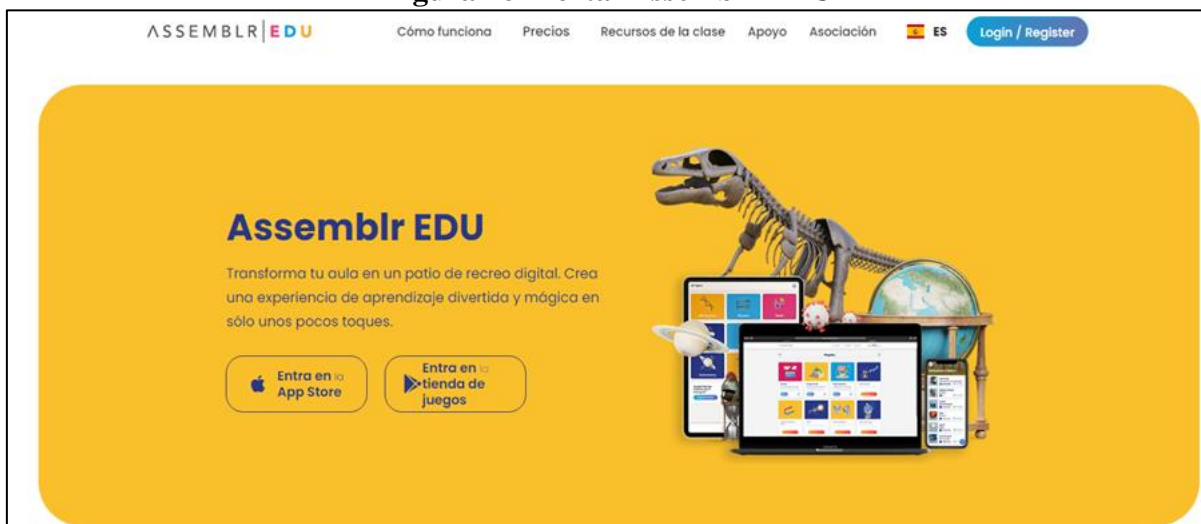 ASSEMBLR EDU
Cómo funciona Precios Recursos de la clase Apoyo Asociación ES Login / Register
Assemblr EDU
Transforma tu aula en un patio de recreo digital. Crea
una experiencia de aprendizaje divertida y mágica en
sólo unos pocos toques.
Entra en la
App Store
Entra en la
tienda de
juegos